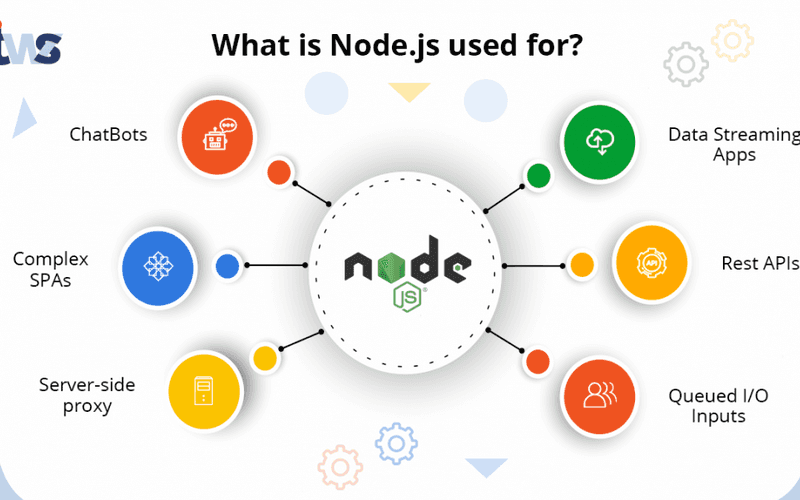 What is Node.js used for?
ChatBots
Data Streaming
Apps
Complex
SPAs
node
JS
Rest APIs
API
Server-side
proxy
Queued I/O
Inputs